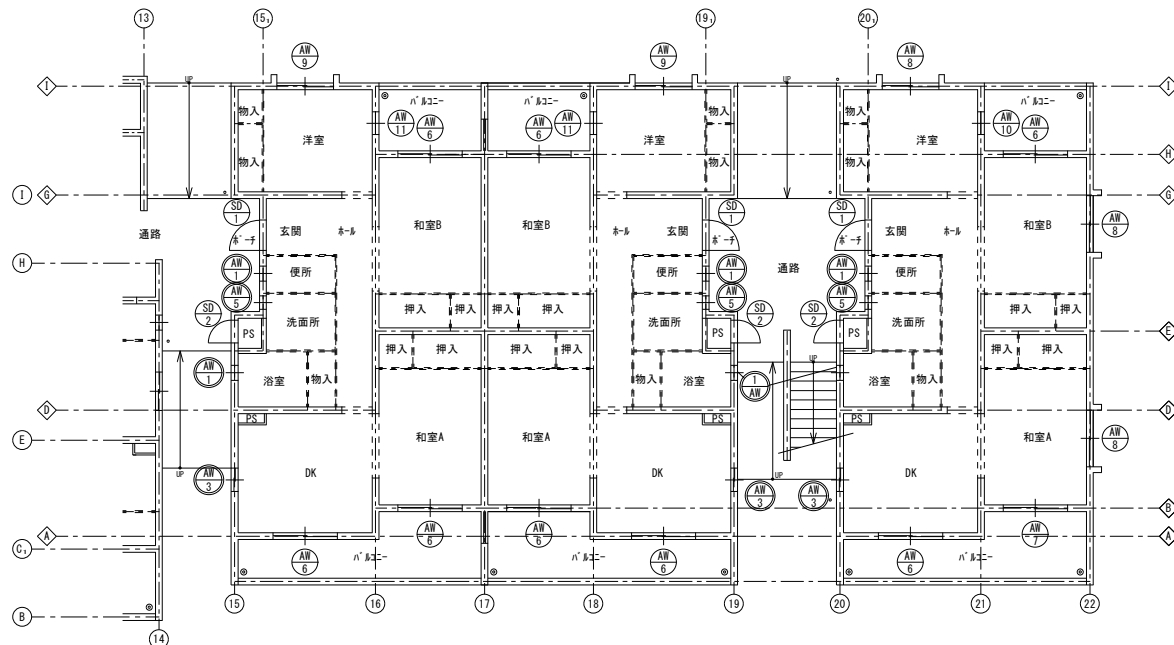 13
15₁
19₁
20₁
AW
9
AW
9
AW
8
I
UP
バルコニー
バルコニー
UP
バルコニー
I
物入
物入
物入
洋室
AW
11
AW
6
AW
6
AW
11
洋室
洋室
AW
10
AW
6
物入
物入
物入
H
H
I
G
G
SD
1
SD
1
SD
1
通路
ポーチ
玄関
ホール
和室B
和室B
ホール
玄関
ポーチ
ポーチ
玄関
ホール
和室B
AW
8
H
AW
1
便所
便所
AW
1
通路
AW
1
便所
AW
5
AW
5
AW
5
押入
押入
押入
押入
押入
押入
SD
2
洗面所
洗面所
SD
2
SD
2
洗面所
PS
PS
PS
E
押入
押入
押入
押入
押入
押入
UP
AW
1
浴室
物入
物入
浴室
1
AW
浴室
物入
D
PS
PS
PS
D
E
和室A
和室A
和室A
AW
8
UP
AW
3
DK
DK
UP
AW
3
AW
3
DK
B
A
AW
6
AW
6
AW
7
A
C₁
AW
6
バルコニー
バルコニー
AW
6
AW
6
バルコニー
B
15
16
17
18
19
20
21
22
14